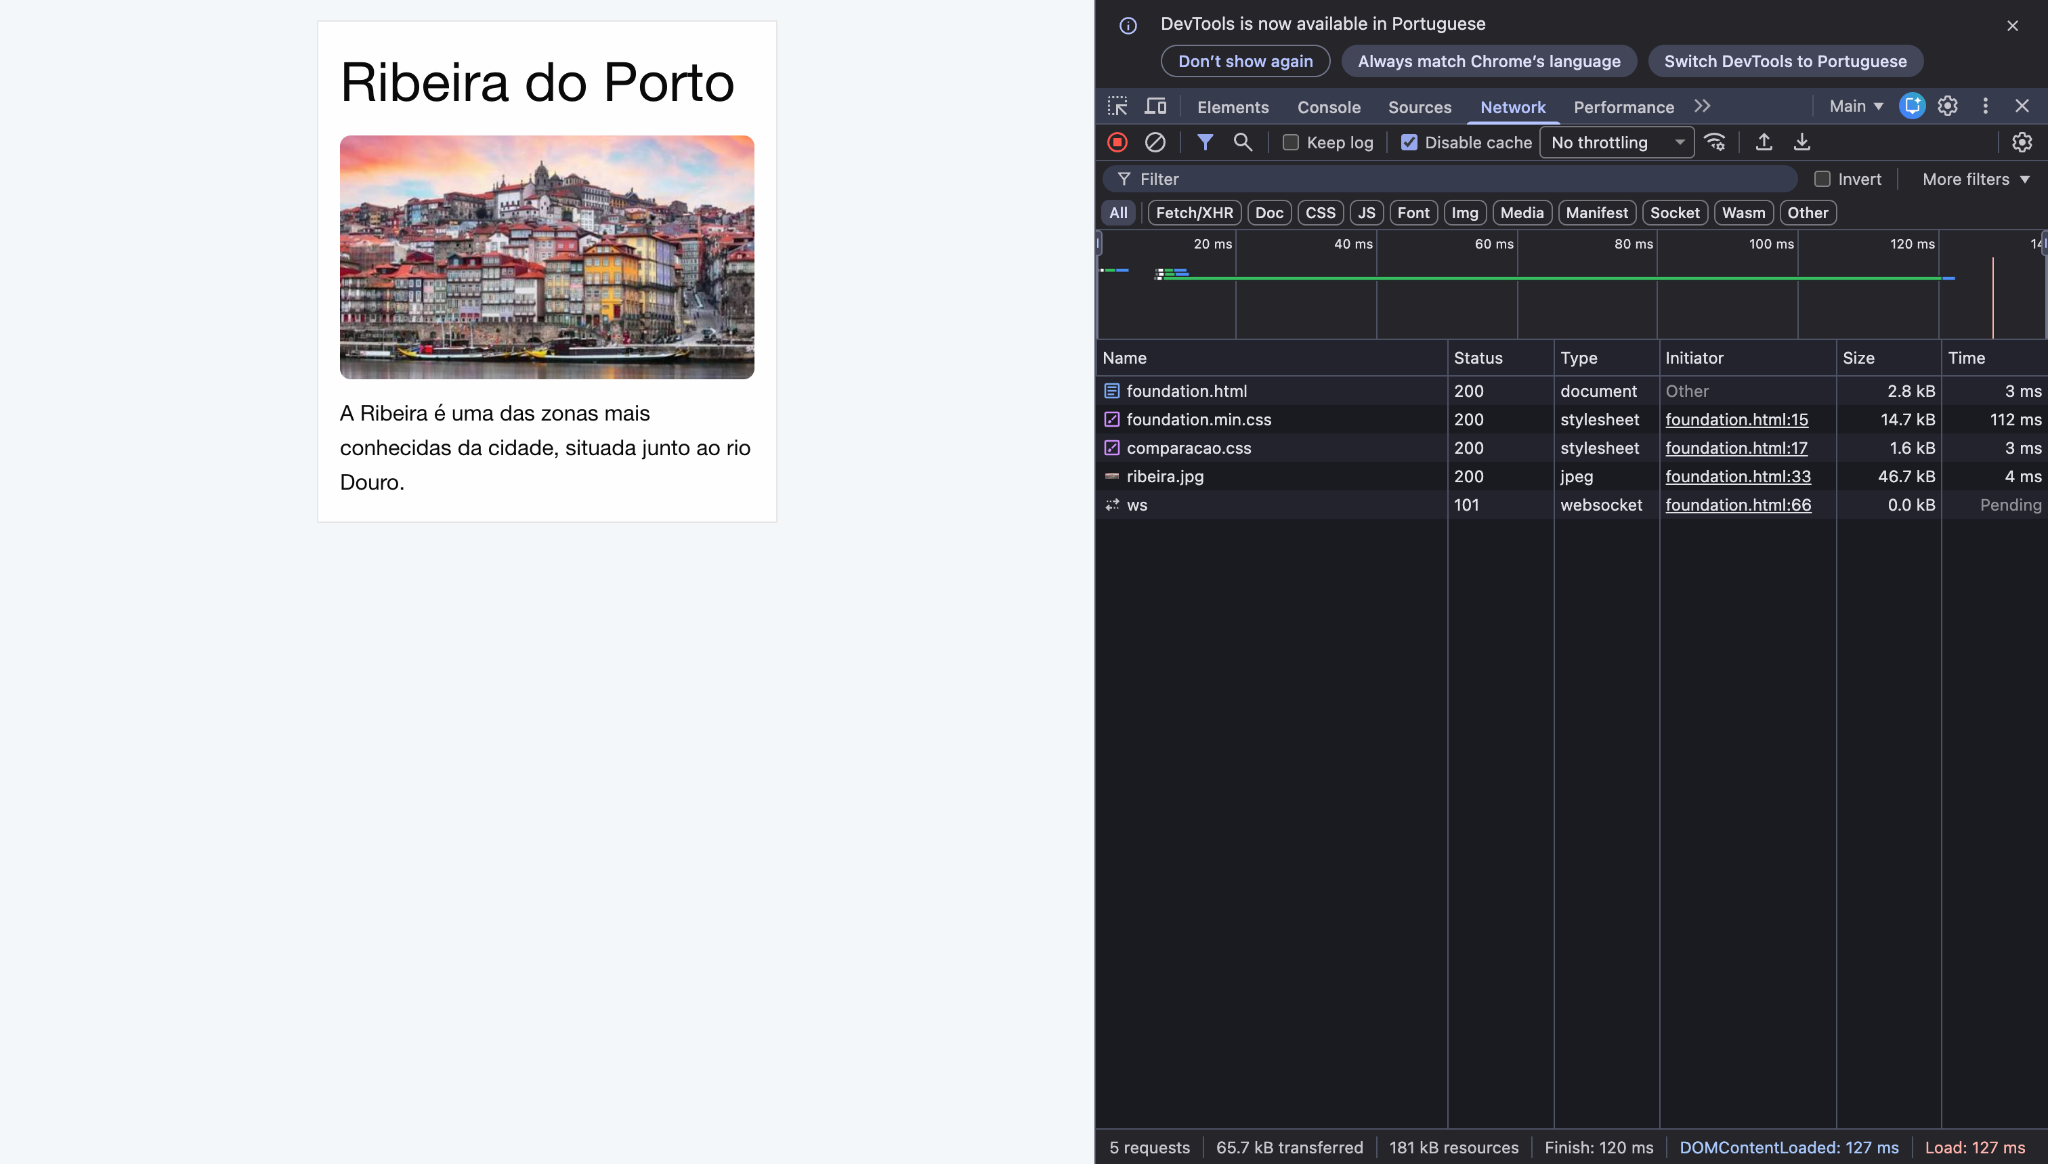 Ribeira do Porto
A Ribeira é uma das zonas mais
conhecidas da cidade, situada junto ao rio
Douro.
DevTools is now available in Portuguese
Don't show again
Always match Chrome's language
Switch DevTools to Portuguese
Elements Console Sources Network Performance Main
Keep log Disable cache No throttling
Filter Invert More filters
All Fetch/XHR Doc CSS JS Font Img Media Manifest Socket Wasm Other
20 ms 40 ms 60 ms 80 ms 100 ms 120 ms
Name Status Type Initiator Size Time
foundation.html 200 document Other 2.8 kB 3 ms
foundation.min.css 200 stylesheet foundation.html:15 14.7 kB 112 ms
comparacao.css 200 stylesheet foundation.html:17 1.6 kB 3 ms
ribeira.jpg 200 jpeg foundation.html:33 46.7 kB 4 ms
ws 101 websocket foundation.html:66 0.0 kB Pending
5 requests 65.7 kB transferred 181 kB resources Finish: 120 ms DOMContentLoaded: 127 ms Load: 127 ms